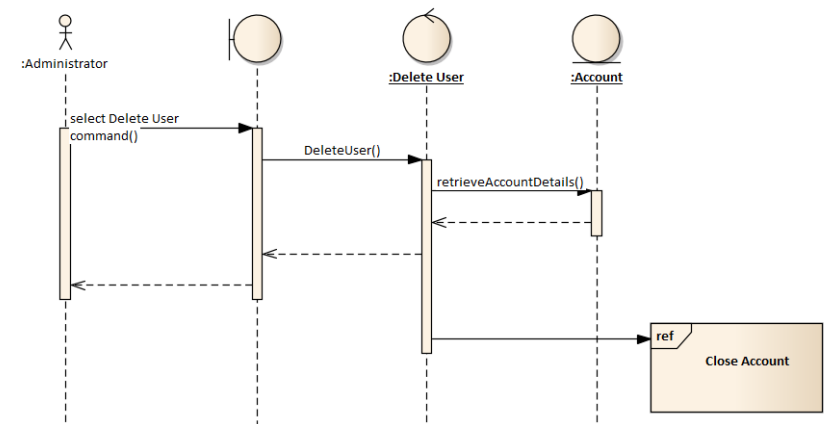 :Administrator
:Delete User
:Account
select Delete User
command()
DeleteUser()
retrieveAccountDetails()
ref
Close Account